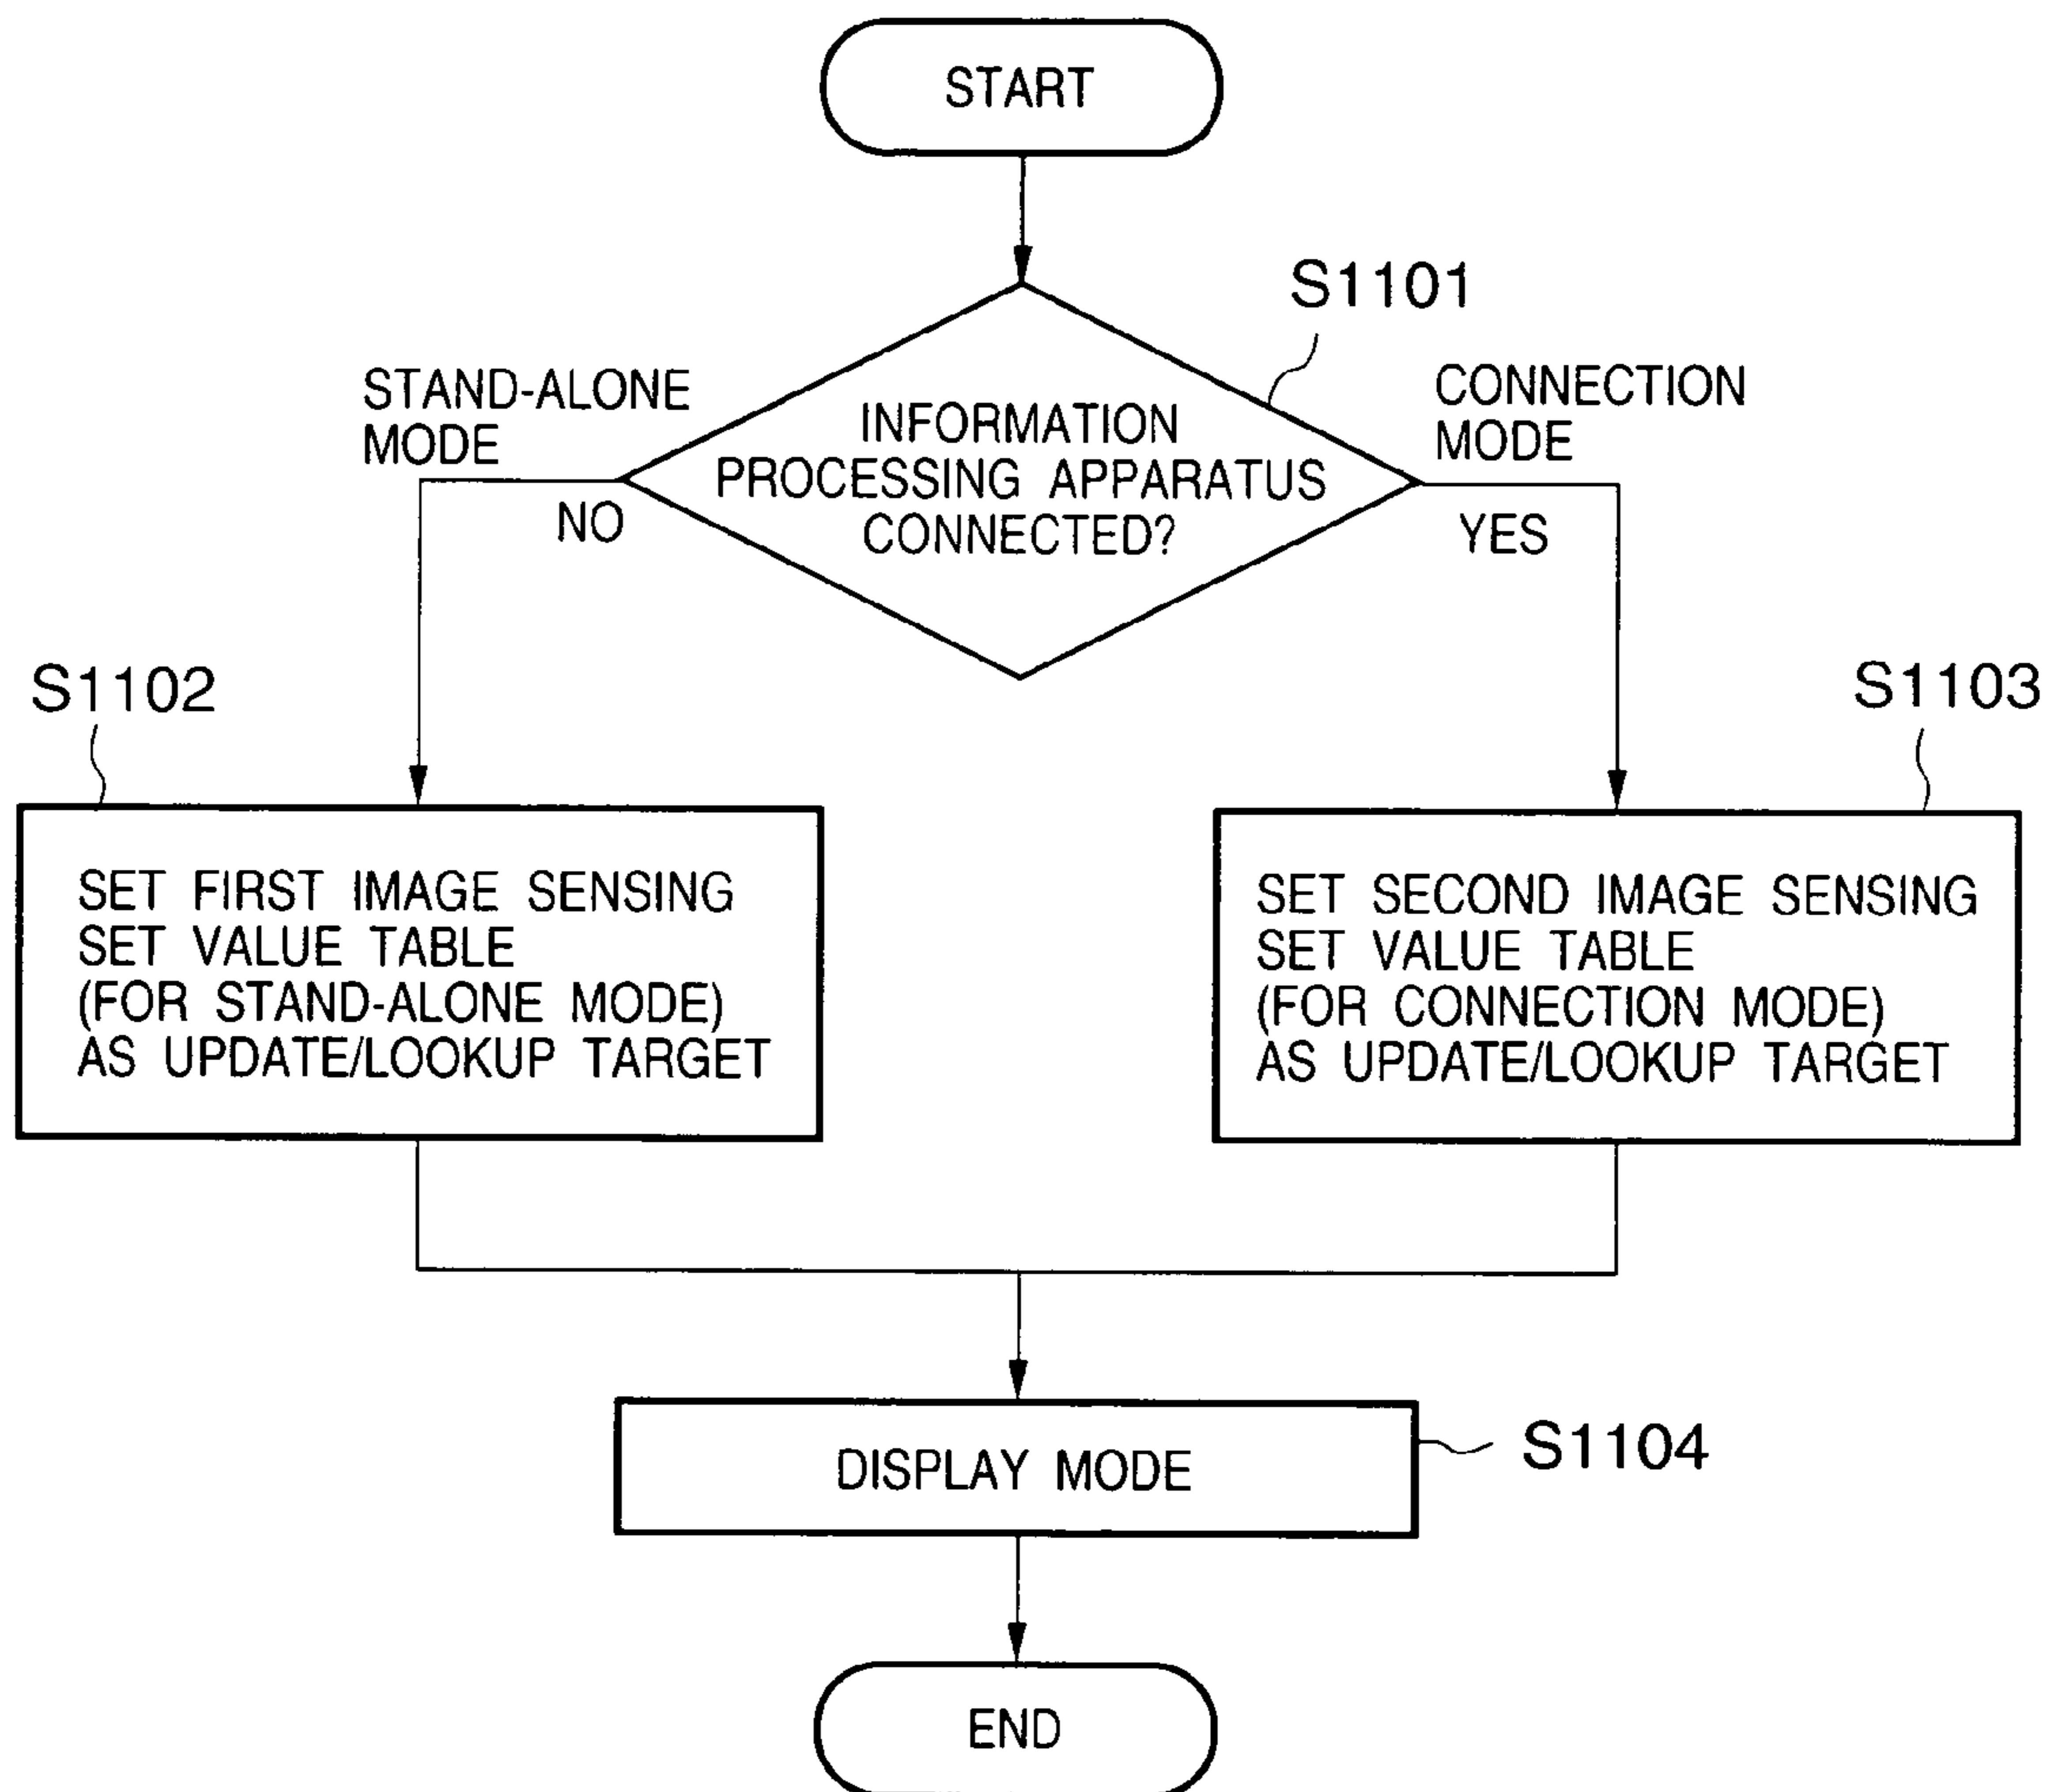 START
S1101
STAND-ALONE
MODE
CONNECTION
MODE
INFORMATION
PROCESSING APPARATUS
CONNECTED?
NO
YES
S1102
S1103
SET FIRST IMAGE SENSING
SET VALUE TABLE
(FOR STAND-ALONE MODE)
AS UPDATE/LOOKUP TARGET
SET SECOND IMAGE SENSING
SET VALUE TABLE
(FOR CONNECTION MODE)
AS UPDATE/LOOKUP TARGET
DISPLAY MODE
S1104
END